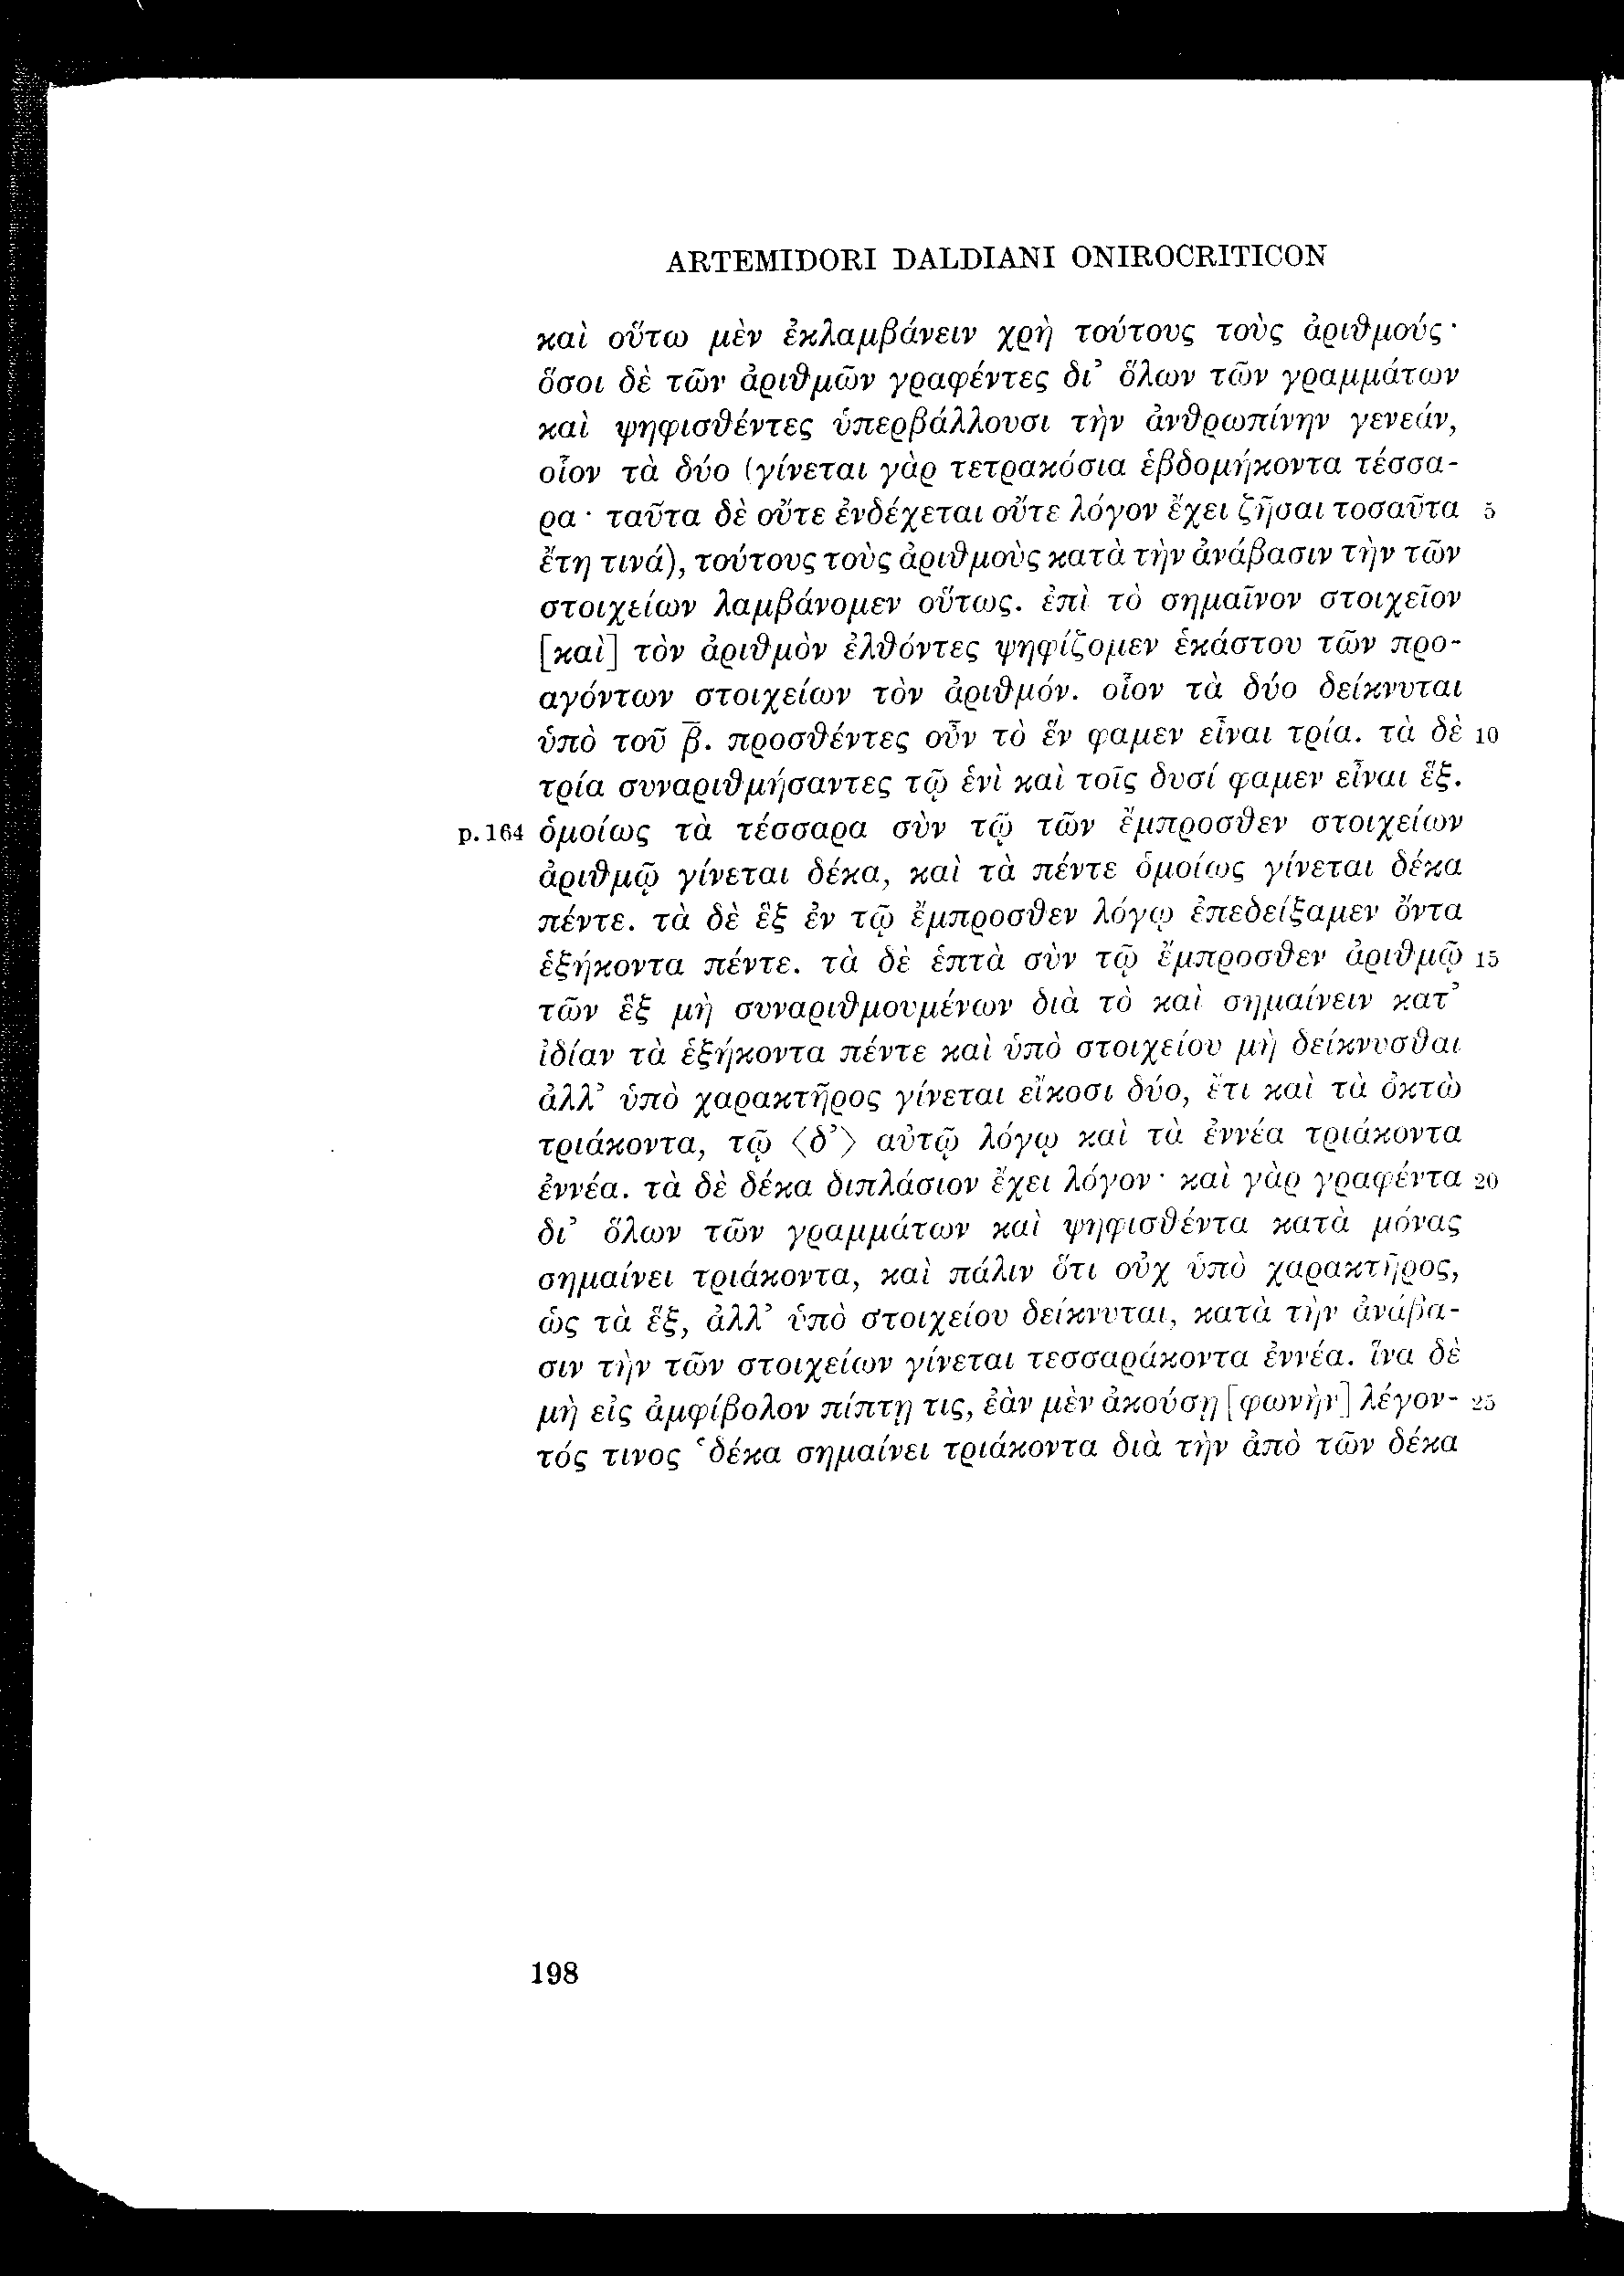 ARTEMIDORI DALDIANI ONIROCRITICON
καὶ οὕτω μὲν ἐκλαμβάνειν χρὴ τούτους τοὺς ἀριθμούς·
ὅσοι δὲ τῶν ἀριθμῶν γραφέντες δι’ ὅλων τῶν γραμμάτων
καὶ ψηφισθέντες ὑπερβάλλουσι τὴν ἀνθρωπίνην γενεάν,
οἷον τὰ δύο (γίνεται γὰρ τετρακόσια ἑβδομήκοντα τέσσα-
ρα· ταῦτα δὲ οὔτε ἐνδέχεται οὔτε λόγον ἔχει ζῆσαι τοσαῦτα 5
ἔτη τινά), τούτους τοὺς ἀριθμοὺς κατὰ τὴν ἀνάβασιν τὴν τῶν
στοιχείων λαμβάνομεν οὕτως. ἐπὶ τὸ σημαῖνον στοιχεῖον
[καὶ] τὸν ἀριθμὸν ἐλθόντες ψηφίζομεν ἑκάστου τῶν προ-
αγόντων στοιχείων τὸν ἀριθμόν. οἷον τὰ δύο δείκνυται
ὑπὸ τοῦ β̅. προσθέντες οὖν τὸ ἕν φαμεν εἶναι τρία. τὰ δὲ 10
τρία συναριθμήσαντες τῷ ἑνὶ καὶ τοῖς δυσί φαμεν εἶναι ἕξ.
p. 164 ὁμοίως τὰ τέσσαρα σὺν τῷ τῶν ἔμπροσθεν στοιχείων
ἀριθμῷ γίνεται δέκα, καὶ τὰ πέντε ὁμοίως γίνεται δέκα
πέντε. τὰ δὲ ἓξ ἐν τῷ ἔμπροσθεν λόγῳ ἐπεδείξαμεν ὄντα
ἑξήκοντα πέντε. τὰ δὲ ἑπτὰ σὺν τῷ ἔμπροσθεν ἀριθμῷ 15
τῶν ἓξ μὴ συναριθμουμένων διὰ τὸ καὶ σημαίνειν κατ’
ἰδίαν τὰ ἑξήκοντα πέντε καὶ ὑπὸ στοιχείου μὴ δείκνυσθαι
ἀλλ’ ὑπὸ χαρακτῆρος γίνεται εἴκοσι δύο, ἔτι καὶ τὰ ὀκτὼ
τριάκοντα, τῷ ⟨δ’⟩ αὐτῷ λόγῳ καὶ τὰ ἐννέα τριάκοντα
ἐννέα. τὰ δὲ δέκα διπλάσιον ἔχει λόγον· καὶ γὰρ γραφέντα 20
δι’ ὅλων τῶν γραμμάτων καὶ ψηφισθέντα κατὰ μόνας
σημαίνει τριάκοντα, καὶ πάλιν ὅτι οὐχ ὑπὸ χαρακτῆρος,
ὡς τὰ ἕξ, ἀλλ’ ὑπὸ στοιχείου δείκνυται, κατὰ τὴν ἀνάβα-
σιν τὴν τῶν στοιχείων γίνεται τεσσαράκοντα ἐννέα. ἵνα δὲ
μὴ εἰς ἀμφίβολον πίπτῃ τις, ἐὰν μὲν ἀκούσῃ [φωνὴν] λέγον- 25
τός τινος ‘δέκα σημαίνει τριάκοντα διὰ τὴν ἀπὸ τῶν δέκα
198